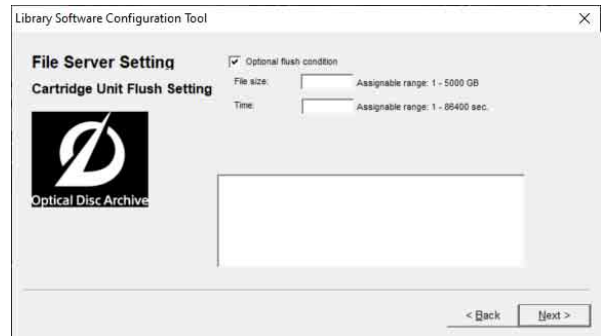 Library Software Configuration Tool
File Server Setting
Cartridge Unit Flush Setting
Optical Disc Archive
Optional flush condition
File size: Assignable range: 1 - 5000 GB
Time: Assignable range: 1 - 86400 sec.
< Back Next >